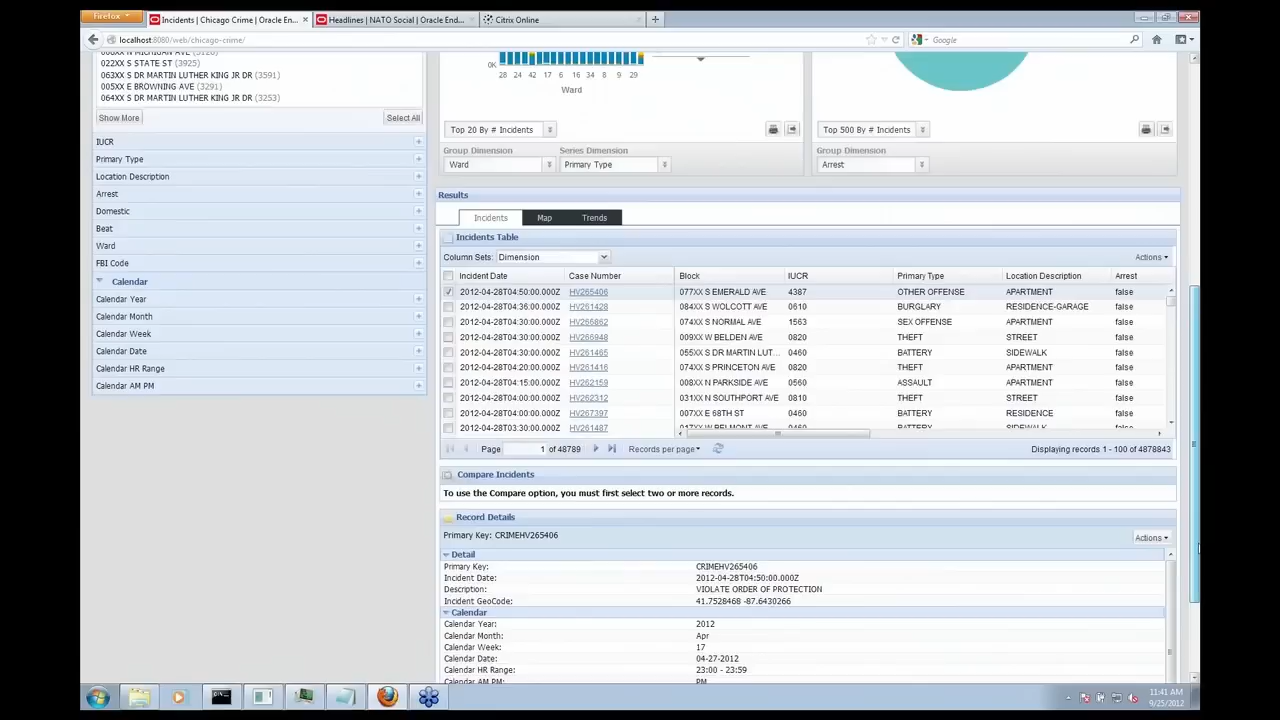 Firefox
Incidents | Chicago Crime | Oracle En...
Headlines | NATO Social | Oracle End...
Citrix Online
localhost:8080/web/chicago-crime/
Google
022XX S STATE ST (3925)
063XX S DR MARTIN LUTHER KING JR DR (3591)
005XX E BROWNING AVE (3291)
064XX S DR MARTIN LUTHER KING JR DR (3253)
Show More
Select All
IUCR
Primary Type
Location Description
Arrest
Domestic
Beat
Ward
FBI Code
Calendar
Calendar Year
Calendar Month
Calendar Week
Calendar Date
Calendar HR Range
Calendar AM PM
0K
28 24 42 17 6 16 34 8 9 29
Ward
Top 20 By # Incidents
Group Dimension Series Dimension
Ward Primary Type
Top 500 By # Incidents
Group Dimension
Arrest
Results
Incidents Map Trends
Incidents Table
Column Sets: Dimension Actions
Incident Date Case Number Block IUCR Primary Type Location Description Arrest
2012-04-28T04:50:00.000Z HV265406 077XX S EMERALD AVE 4387 OTHER OFFENSE APARTMENT false
2012-04-28T04:36:00.000Z HV261428 084XX S WOLCOTT AVE 0610 BURGLARY RESIDENCE-GARAGE false
2012-04-28T04:30:00.000Z HV266862 074XX S NORMAL AVE 1563 SEX OFFENSE APARTMENT false
2012-04-28T04:30:00.000Z HV266948 009XX W BELDEN AVE 0820 THEFT STREET false
2012-04-28T04:30:00.000Z HV261465 055XX S DR MARTIN LUT... 0460 BATTERY SIDEWALK false
2012-04-28T04:20:00.000Z HV261416 074XX S PRINCETON AVE 0820 THEFT APARTMENT false
2012-04-28T04:15:00.000Z HV262159 008XX N PARKSIDE AVE 0560 ASSAULT APARTMENT false
2012-04-28T04:00:00.000Z HV262312 031XX N SOUTHPORT AVE 0810 THEFT STREET false
2012-04-28T04:00:00.000Z HV267397 007XX E 68TH ST 0460 BATTERY RESIDENCE false
2012-04-28T03:30:00.000Z HV261487 017XX W BELMONT AVE 0460 BATTERY SIDEWALK false
Page 1 of 48789 Records per page Displaying records 1 - 100 of 4878843
Compare Incidents
To use the Compare option, you must first select two or more records.
Record Details
Primary Key: CRIMEHV265406 Actions
Detail
Primary Key: CRIMEHV265406
Incident Date: 2012-04-28T04:50:00.000Z
Description: VIOLATE ORDER OF PROTECTION
Incident GeoCode: 41.7528468 -87.6430266
Calendar
Calendar Year: 2012
Calendar Month: Apr
Calendar Week: 17
Calendar Date: 04-27-2012
Calendar HR Range: 23:00 - 23:59
Calendar AM PM: PM
11:41 AM
9/25/2012